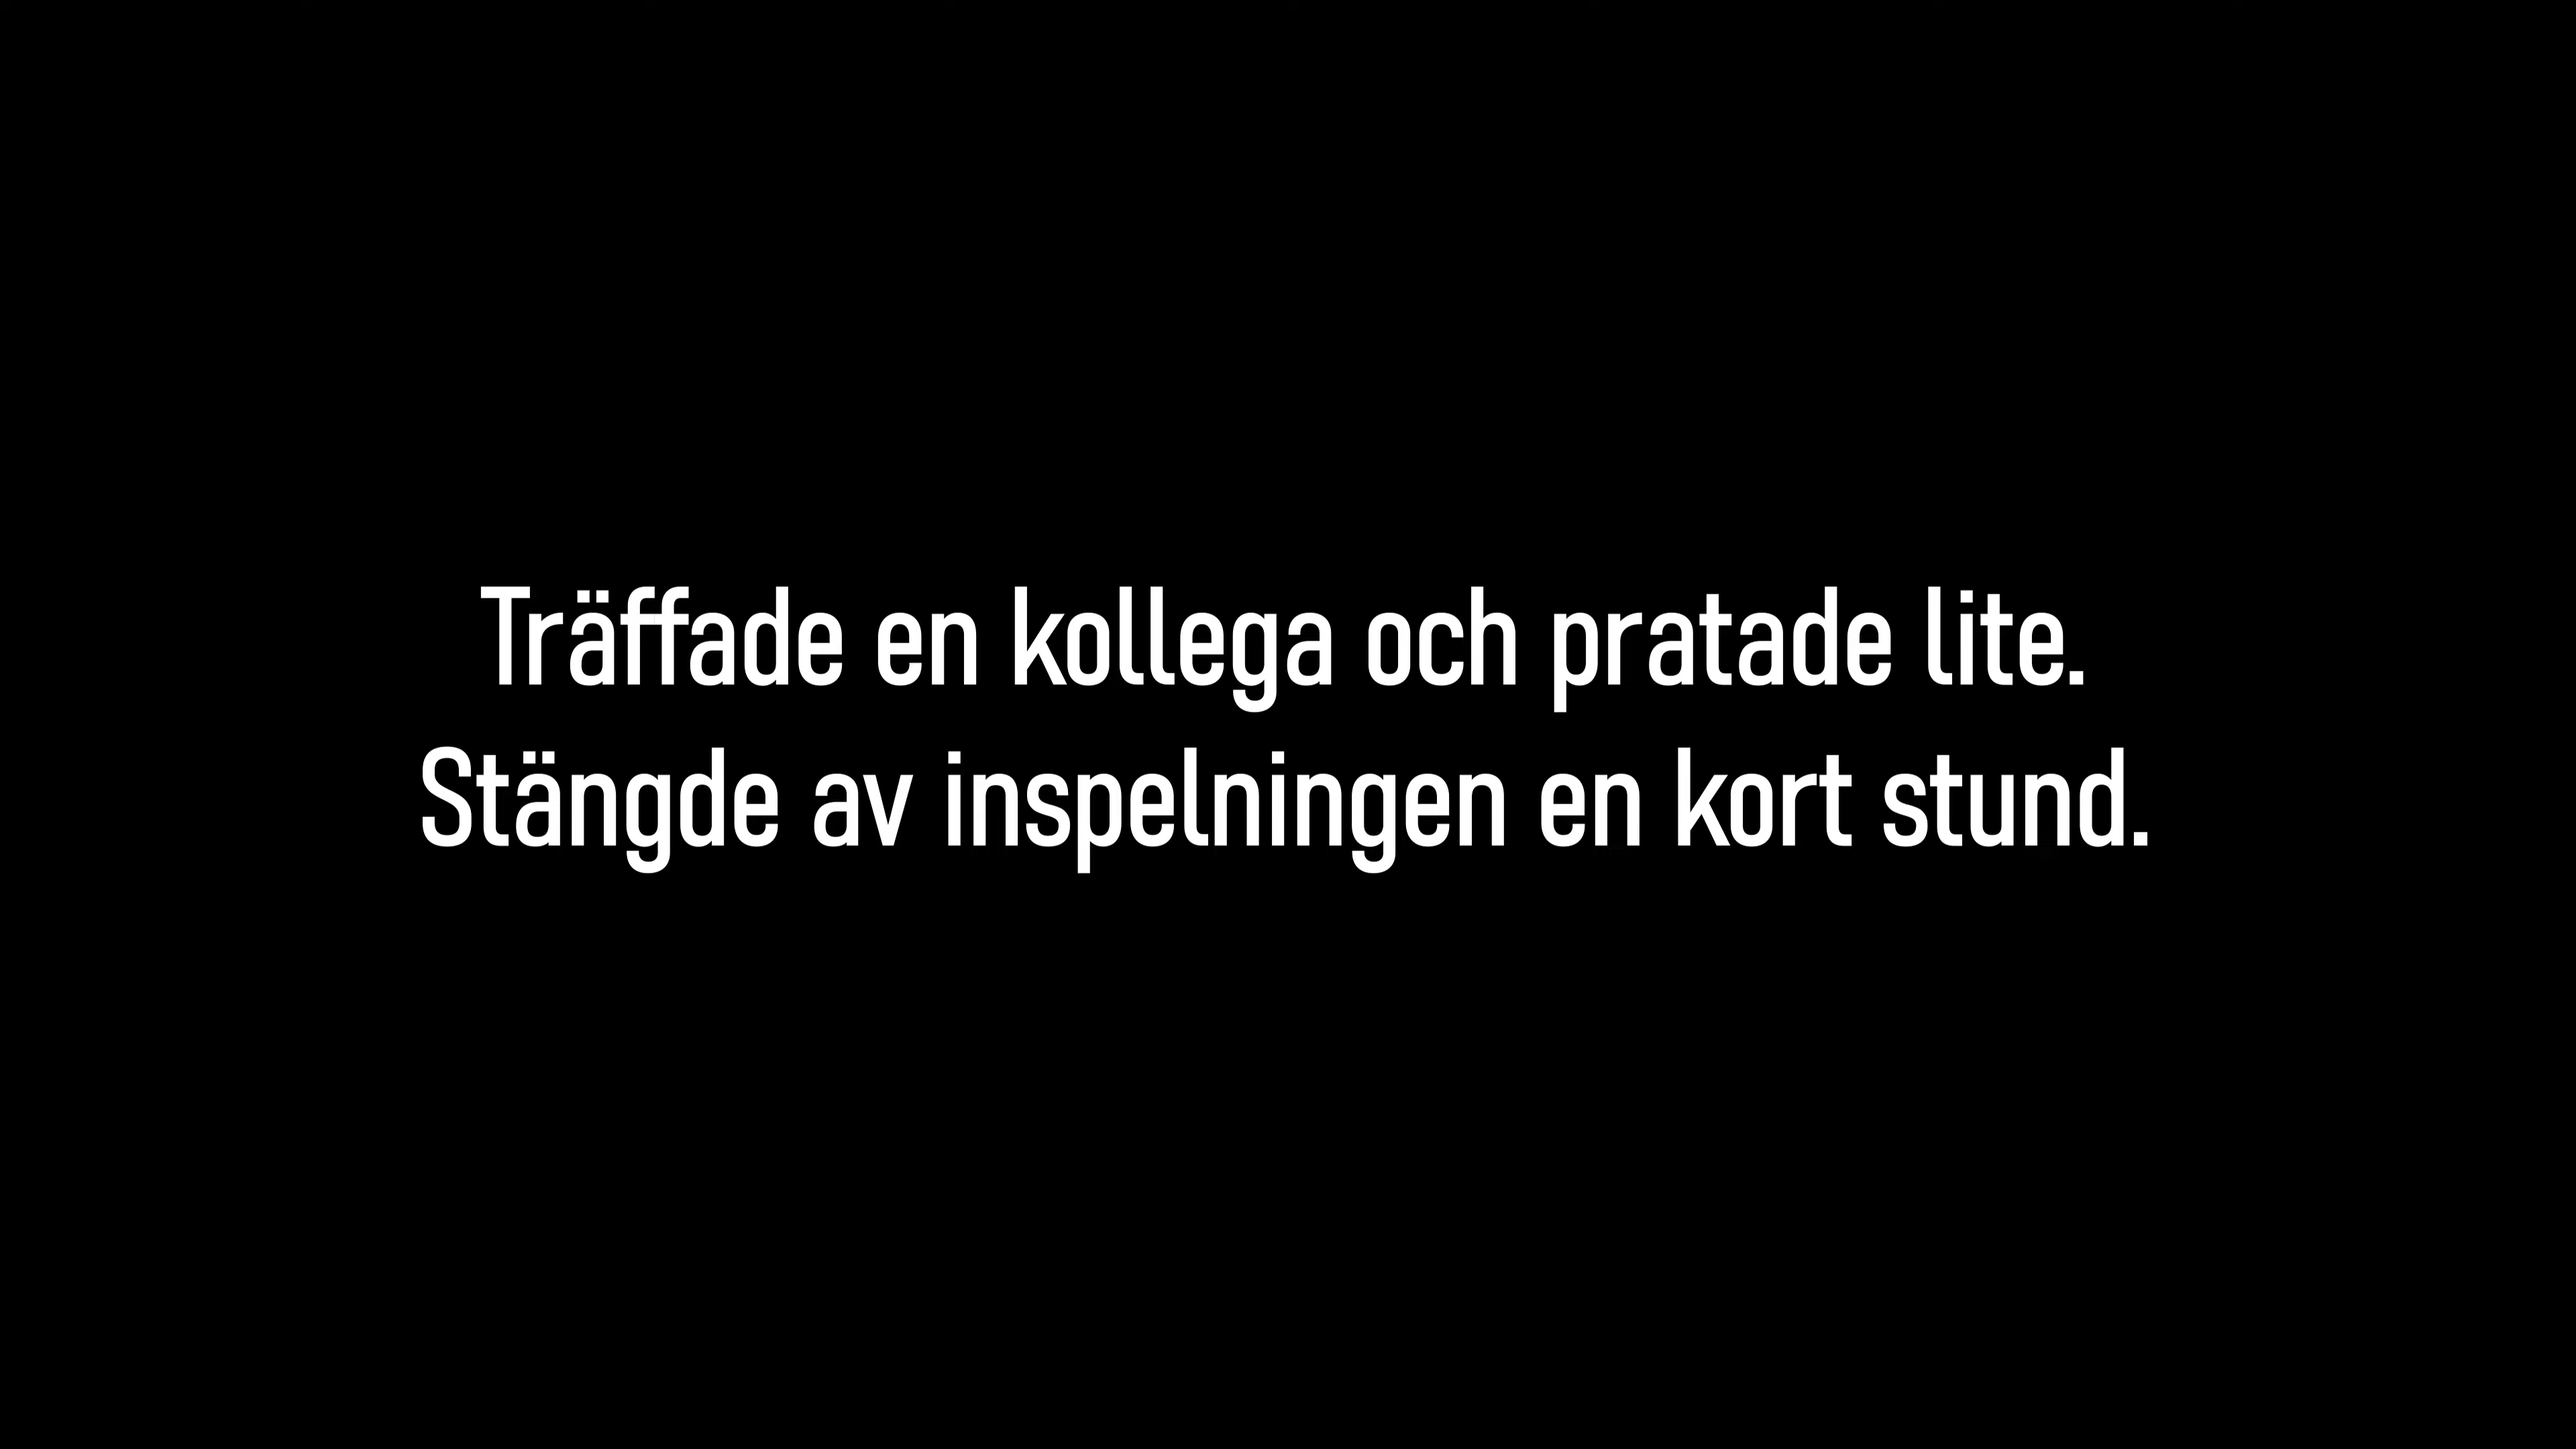 Träffade en kollega och pratade lite.
Stängde av inspelningen en kort stund.